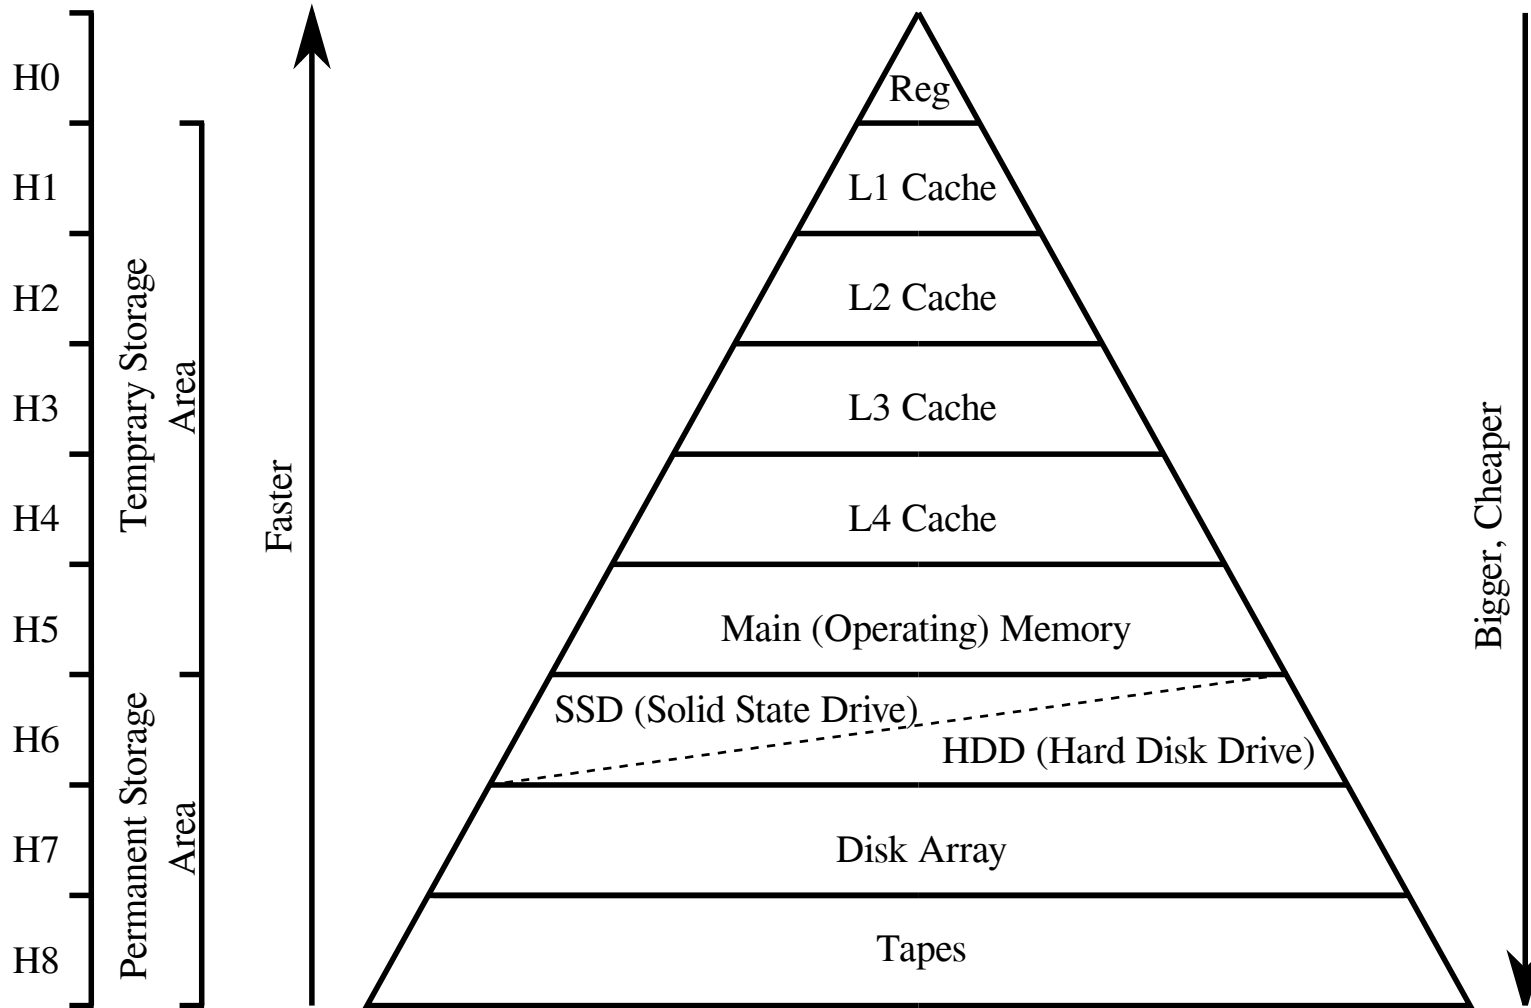 H0
H1
H2
H3
H4
H5
H6
H7
H8
Temprary Storage
Area
Permanent Storage
Area
Faster
Reg
L1 Cache
L2 Cache
L3 Cache
L4 Cache
Main (Operating) Memory
SSD (Solid State Drive)
HDD (Hard Disk Drive)
Disk Array
Tapes
Bigger, Cheaper